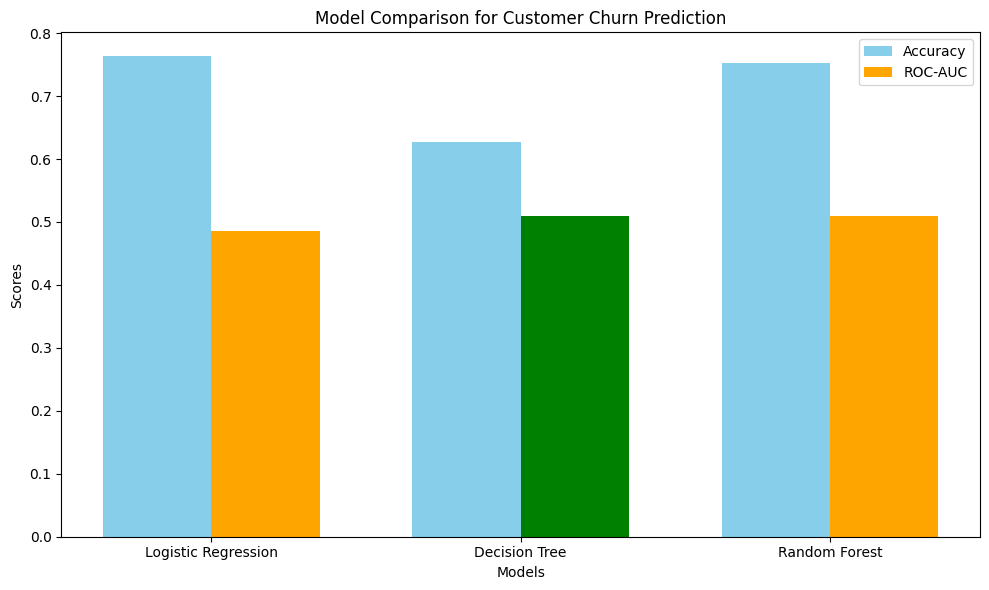 Model Comparison for Customer Churn Prediction
Accuracy
ROC-AUC
Scores
0.8
0.7
0.6
0.5
0.4
0.3
0.2
0.1
0.0
Logistic Regression
Decision Tree
Random Forest
Models